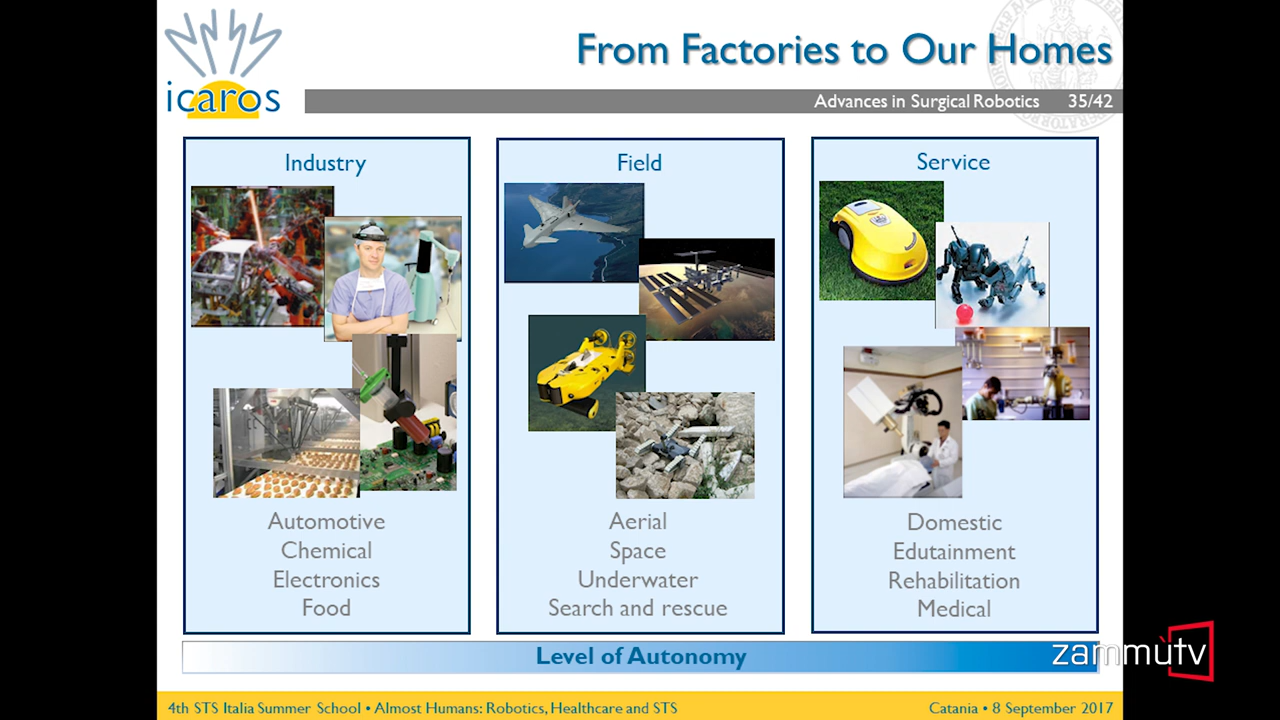 icaros
From Factories to Our Homes
Advances in Surgical Robotics 35/42
Industry
Automotive
Chemical
Electronics
Food
Field
Aerial
Space
Underwater
Search and rescue
Service
Domestic
Edutainment
Rehabilitation
Medical
Level of Autonomy
zammùtv
4th STS Italia Summer School • Almost Humans: Robotics, Healthcare and STS
Catania • 8 September 2017